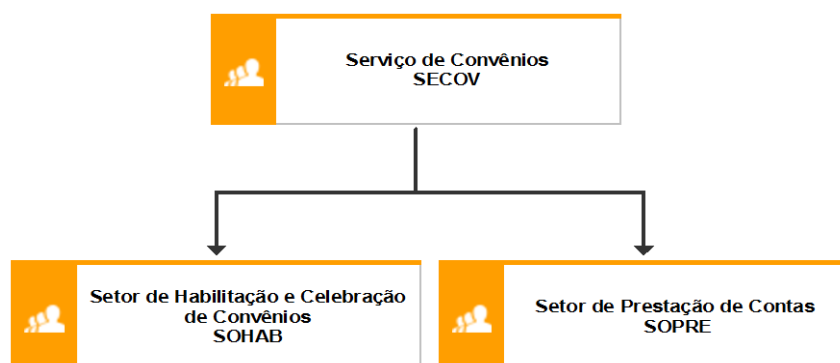 Serviço de Convênios
SECOV
Setor de Habilitação e Celebração
de Convênios
SOHAB
Setor de Prestação de Contas
SOPRE